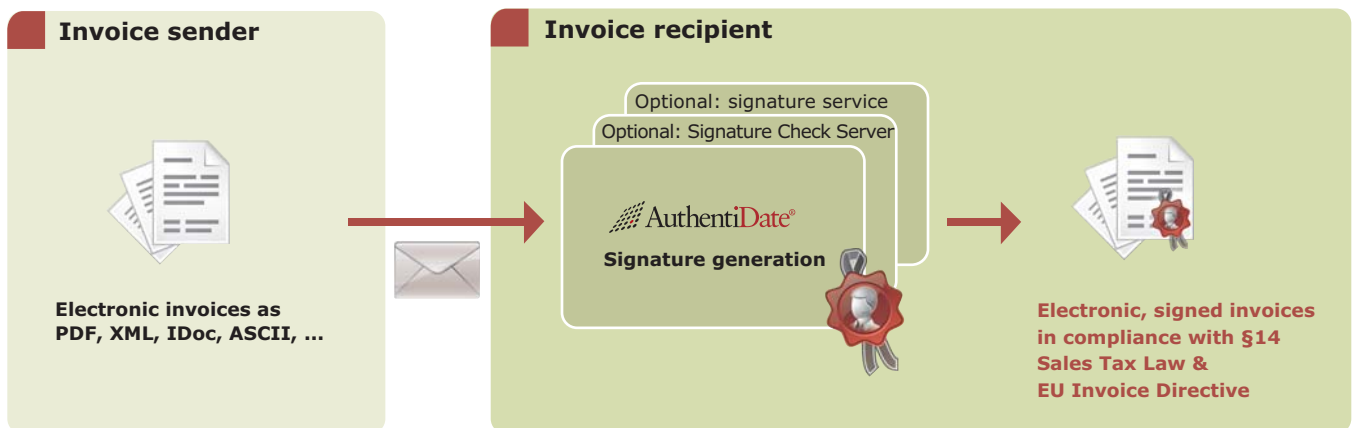 Invoice sender
Electronic invoices as
PDF, XML, IDoc, ASCII, ...
Invoice recipient
Optional: signature service
Optional: Signature Check Server
AuthentiDate®
Signature generation
Electronic, signed invoices
in compliance with §14
Sales Tax Law &
EU Invoice Directive